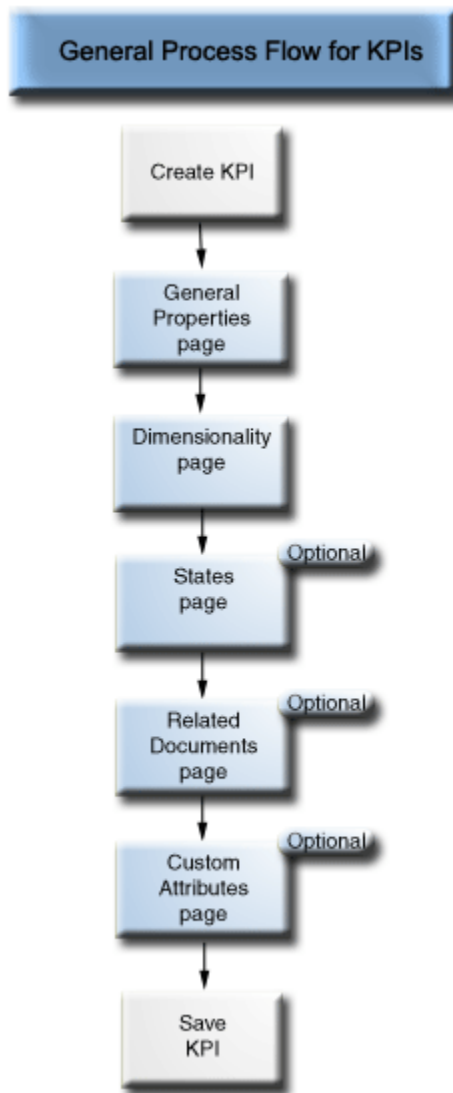 General Process Flow for KPIs
Create KPI
General
Properties
page
Dimensionality
page
Optional
States
page
Optional
Related
Documents
page
Optional
Custom
Attributes
page
Save
KPI